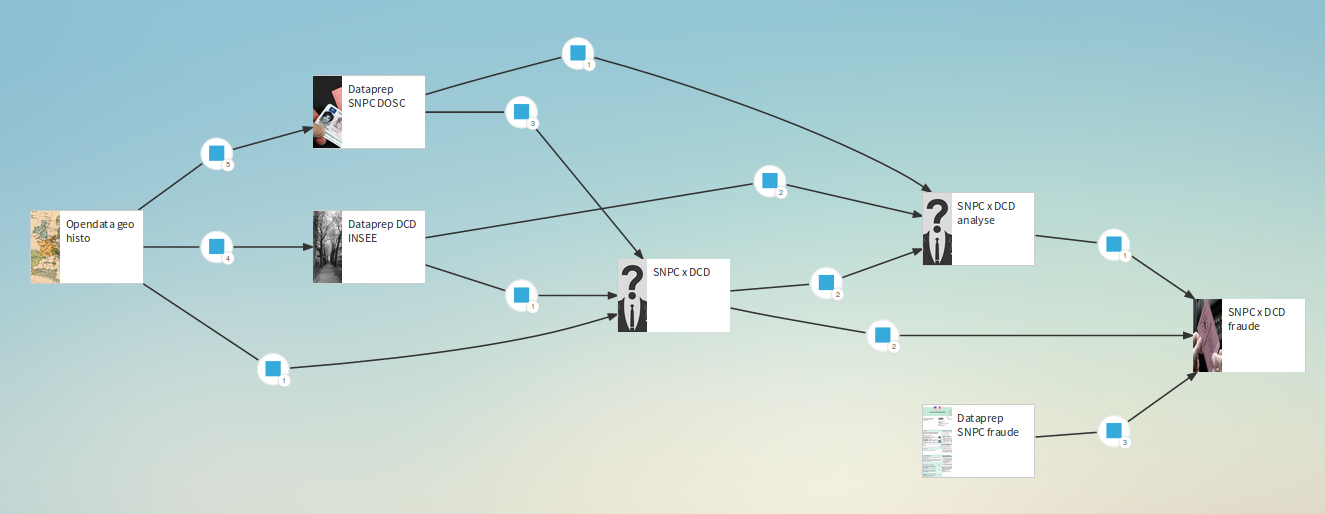 1
Dataprep
SNPC DOSC
3
5
2
SNPC x DCD
analyse
Opendata geo
histo
Dataprep DCD
INSEE
4
1
SNPC x DCD
2
1
SNPC x DCD
fraude
2
1
Dataprep
SNPC fraude
3